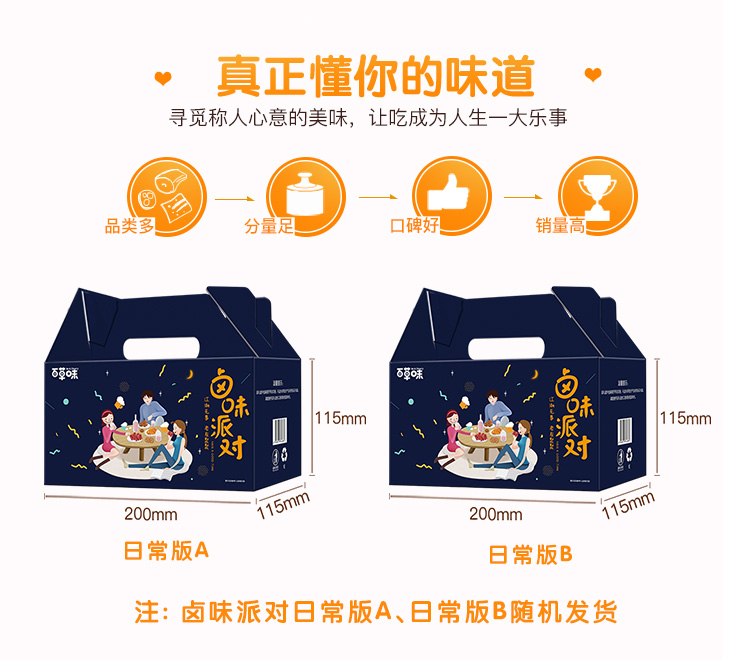 真正懂你的味道
寻觅称人心意的美味，让吃成为人生一大乐事
品类多
分量足
口碑好
销量高
百草味
卤味派对
115mm
200mm
115mm
日常版A
百草味
卤味派对
115mm
200mm
115mm
日常版B
注：卤味派对日常版A、日常版B随机发货